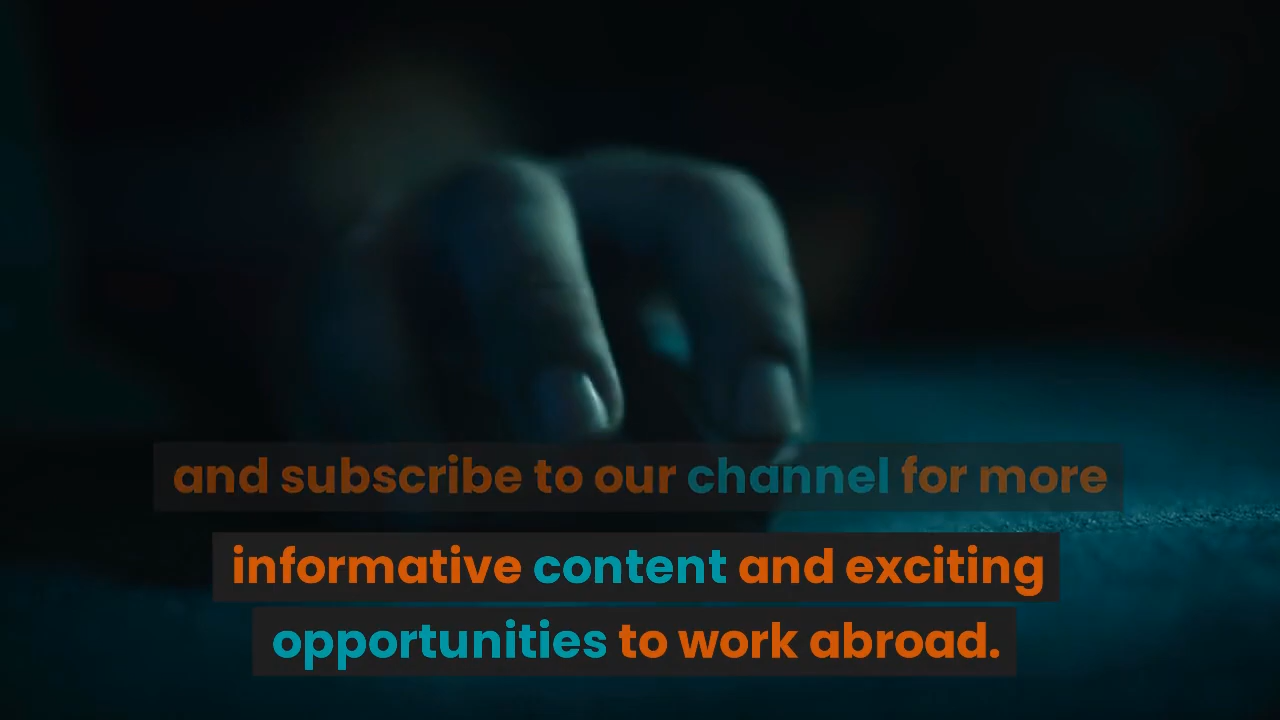 and subscribe to our channel for more
informative content and exciting
opportunities to work abroad.